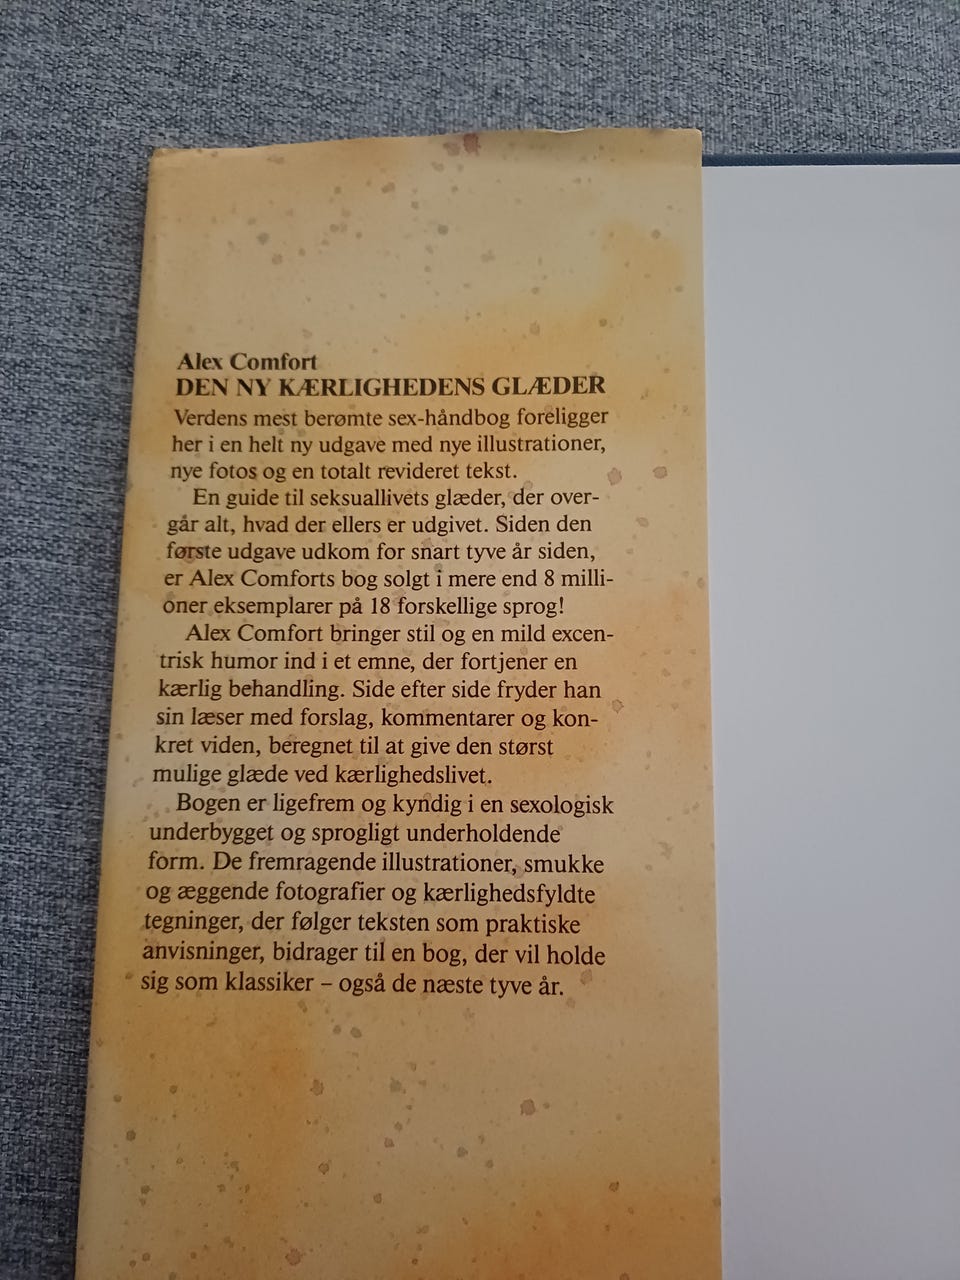 Alex Comfort
DEN NY KÆRLIGHEDENS GLÆDER
Verdens mest berømte sex-håndbog foreligger
her i en helt ny udgave med nye illustrationer,
nye fotos og en totalt revideret tekst.
En guide til seksuallivets glæder, der over-
går alt, hvad der ellers er udgivet. Siden den
første udgave udkom for snart tyve år siden,
er Alex Comforts bog solgt i mere end 8 milli-
oner eksemplarer på 18 forskellige sprog!
Alex Comfort bringer stil og en mild excen-
trisk humor ind i et emne, der fortjener en
kærlig behandling. Side efter side fryder han
sin læser med forslag, kommentarer og kon-
kret viden, beregnet til at give den størst
mulige glæde ved kærlighedslivet.
Bogen er ligefrem og kyndig i en sexologisk
underbygget og sprogligt underholdende
form. De fremragende illustrationer, smukke
og æggende fotografier og kærlighedsfyldte
tegninger, der følger teksten som praktiske
anvisninger, bidrager til en bog, der vil holde
sig som klassiker – også de næste tyve år.